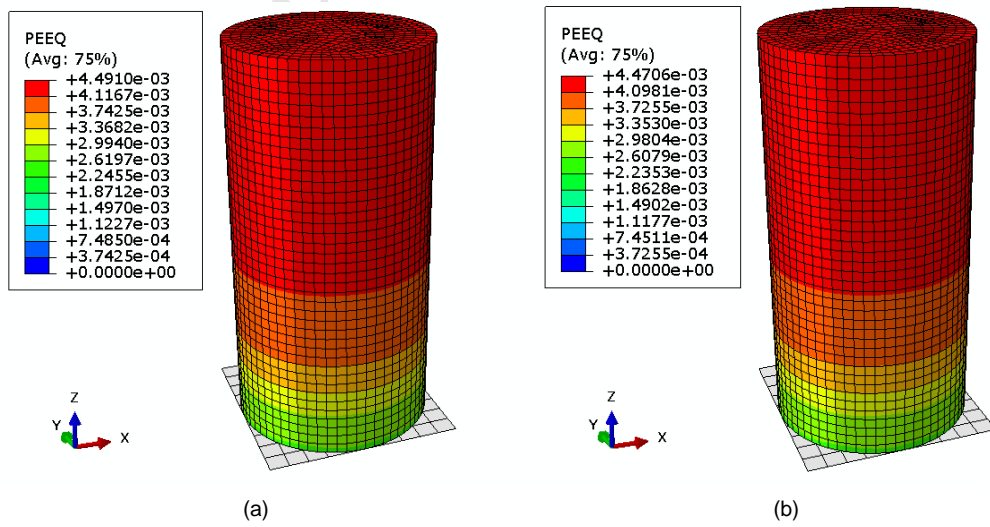 PEEQ
(Avg: 75%)
+4.4910e-03
+4.1167e-03
+3.7425e-03
+3.3682e-03
+2.9940e-03
+2.6197e-03
+2.2455e-03
+1.8712e-03
+1.4970e-03
+1.1227e-03
+7.4850e-04
+3.7425e-04
+0.0000e+00
Z
Y
X
(a)
PEEQ
(Avg: 75%)
+4.4706e-03
+4.0981e-03
+3.7255e-03
+3.3530e-03
+2.9804e-03
+2.6079e-03
+2.2353e-03
+1.8628e-03
+1.4902e-03
+1.1177e-03
+7.4511e-04
+3.7255e-04
+0.0000e+00
Z
Y
X
(b)